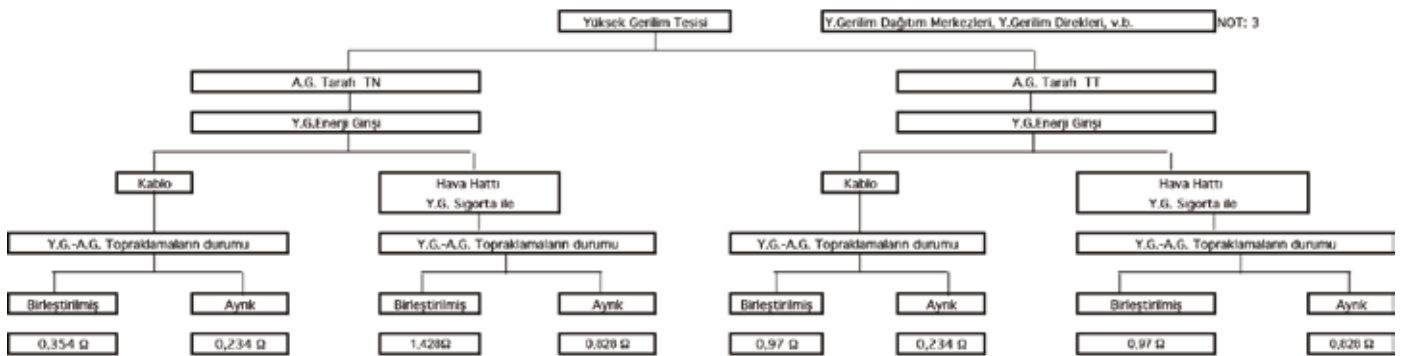 Yüksek Gerilim Tesisi
Y.Gerilim Dağıtım Merkezleri, Y.Gerilim Direkleri, v.b.
NOT: 3
A.G. Tarafı TN
A.G. Tarafı TT
Y.G.Enerji Girişi
Y.G.Enerji Girişi
Kablo
Hava Hattı
Y.G. Sigorta ile
Kablo
Hava Hattı
Y.G. Sigorta ile
Y.G.-A.G. Topraklamaların durumu
Y.G.-A.G. Topraklamaların durumu
Y.G.-A.G. Topraklamaların durumu
Y.G.-A.G. Topraklamaların durumu
Birleştirilmiş
Ayrık
Birleştirilmiş
Ayrık
Birleştirilmiş
Ayrık
Birleştirilmiş
Ayrık
0,354 Ω
0,234 Ω
1,428Ω
0,828 Ω
0,97 Ω
0,234 Ω
0,97 Ω
0,828 Ω